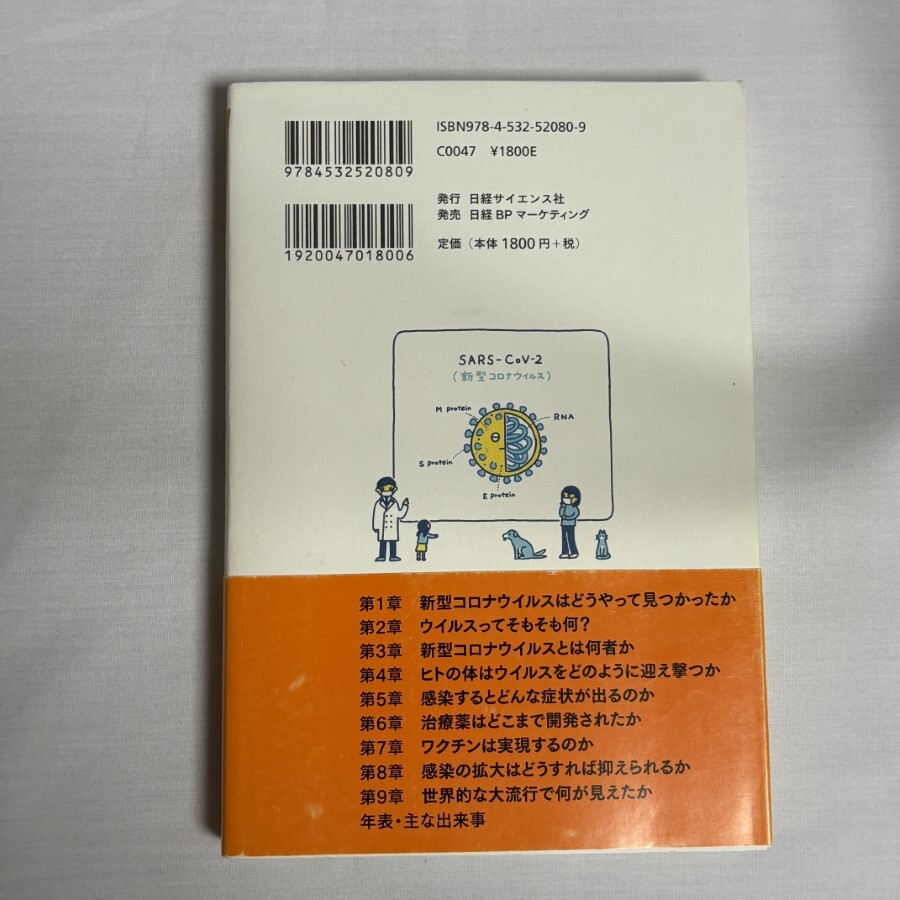 ISBN978-4-532-52080-9
C0047 ¥1800E
9784532520809
発行 日経サイエンス社
発売 日経BPマーケティング
定価（本体1800円+税）
1920047018006
SARS-CoV-2
(新型コロナウイルス)
M protein
RNA
S protein
E protein
第1章 新型コロナウイルスはどうやって見つかったか
第2章 ウイルスってそもそも何?
第3章 新型コロナウイルスとは何者か
第4章 ヒトの体はウイルスをどのように迎え撃つか
第5章 感染するとどんな症状が出るのか
第6章 治療薬はどこまで開発されたか
第7章 ワクチンは実現するのか
第8章 感染の拡大はどうすれば抑えられるか
第9章 世界的な大流行で何が見えたか
年表・主な出来事